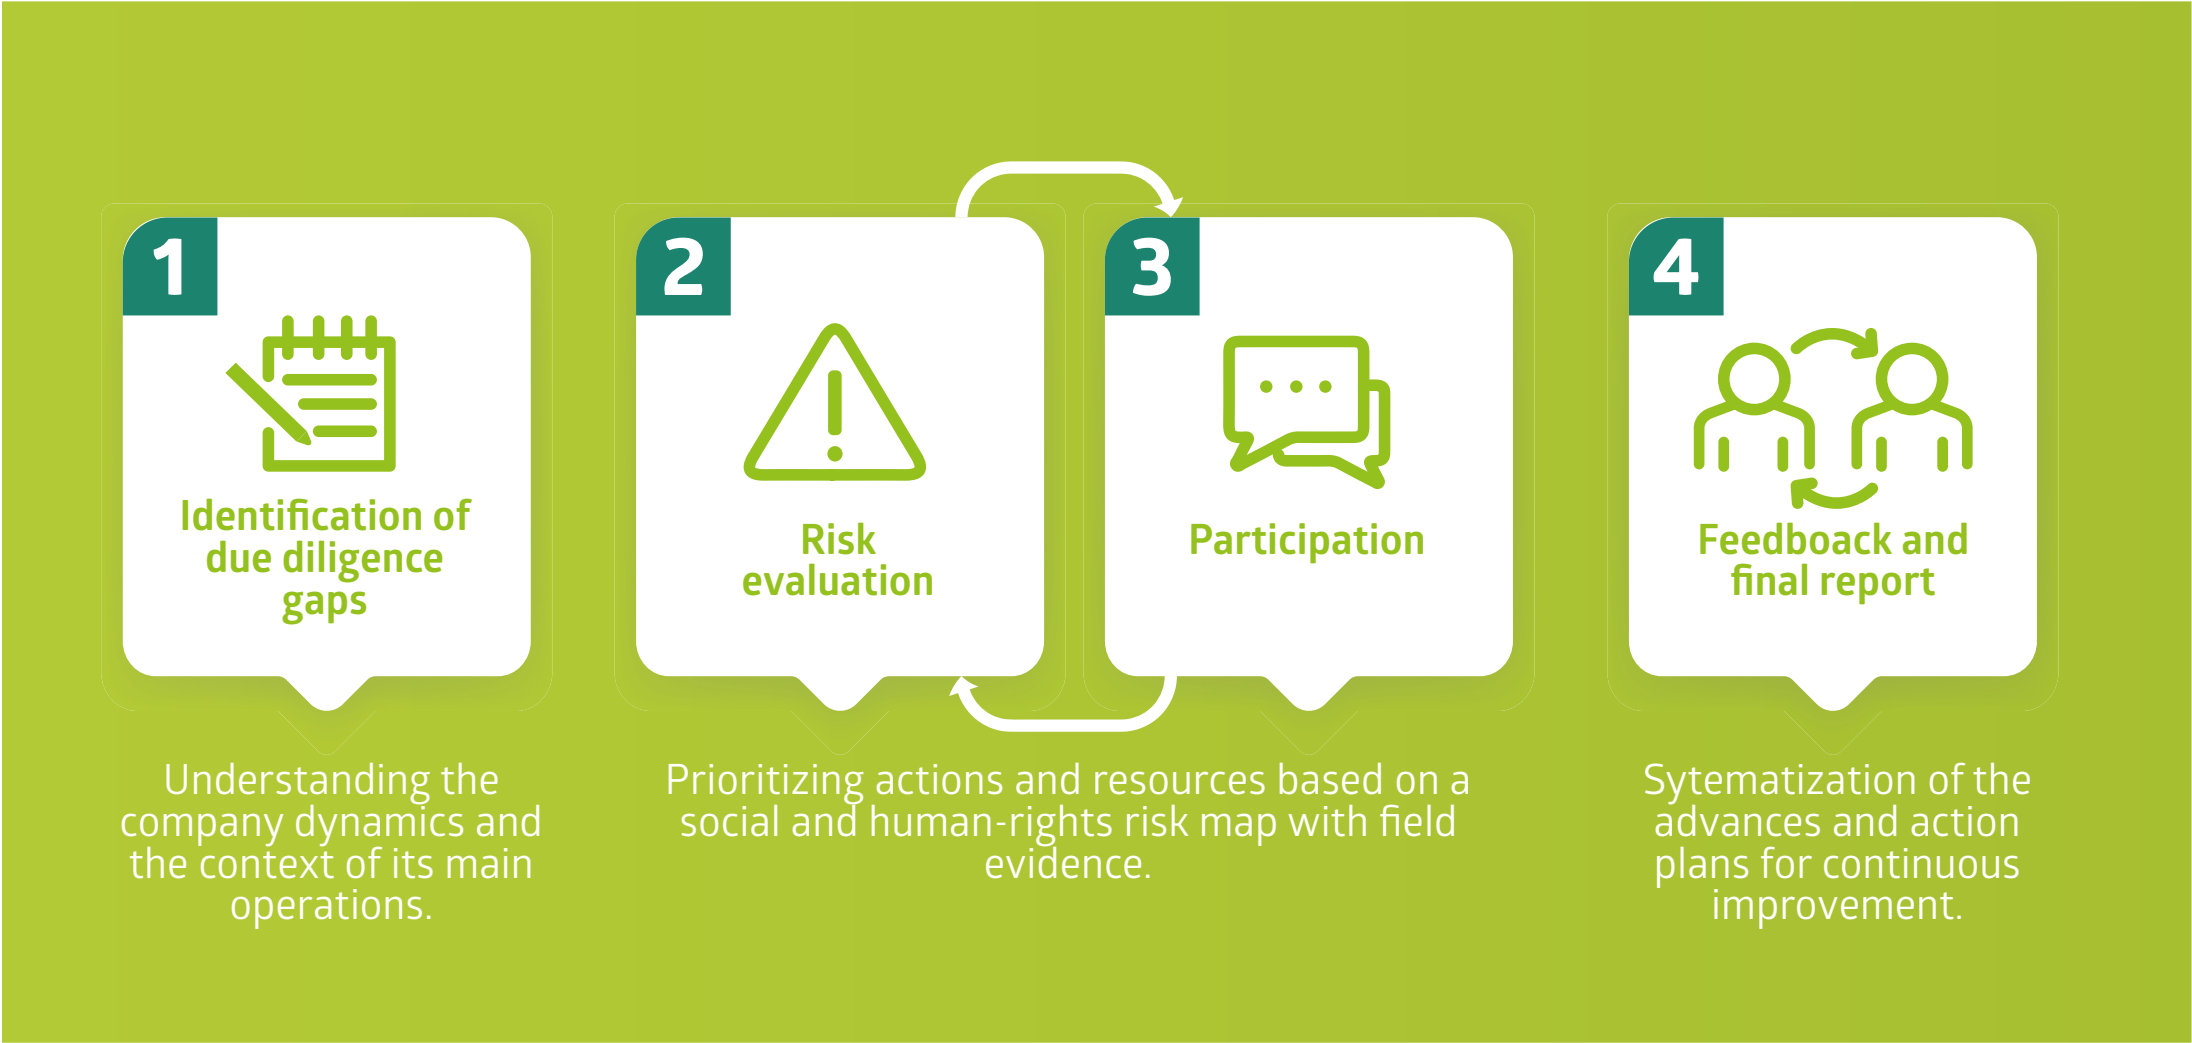 1
Identification of
due diligence
gaps
Understanding the
company dynamics and
the context of its main
operations.
2
Risk
evaluation
3
Participation
Prioritizing actions and resources based on a
social and human-rights risk map with field
evidence.
4
Feedboack and
final report
Sytematization of the
advances and action
plans for continuous
improvement.